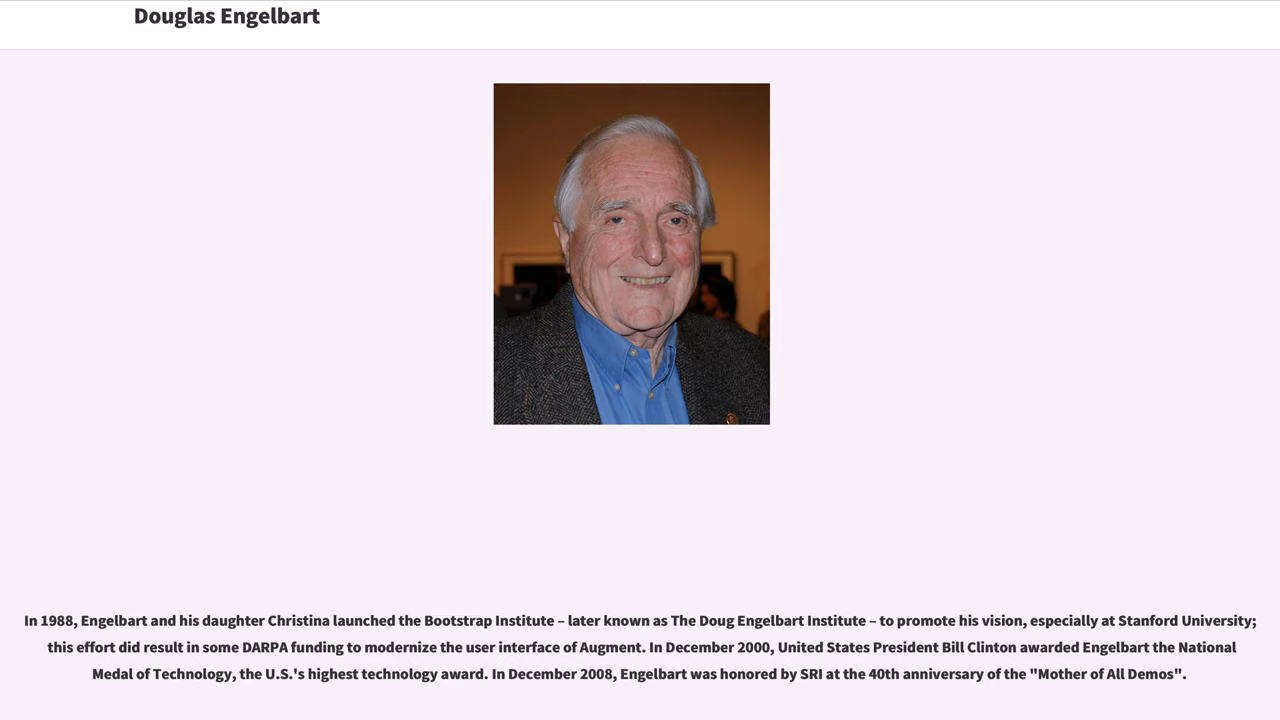 Douglas Engelbart
In 1988, Engelbart and his daughter Christina launched the Bootstrap Institute – later known as The Doug Engelbart Institute – to promote his vision, especially at Stanford University;
this effort did result in some DARPA funding to modernize the user interface of Augment. In December 2000, United States President Bill Clinton awarded Engelbart the National
Medal of Technology, the U.S.'s highest technology award. In December 2008, Engelbart was honored by SRI at the 40th anniversary of the "Mother of All Demos".